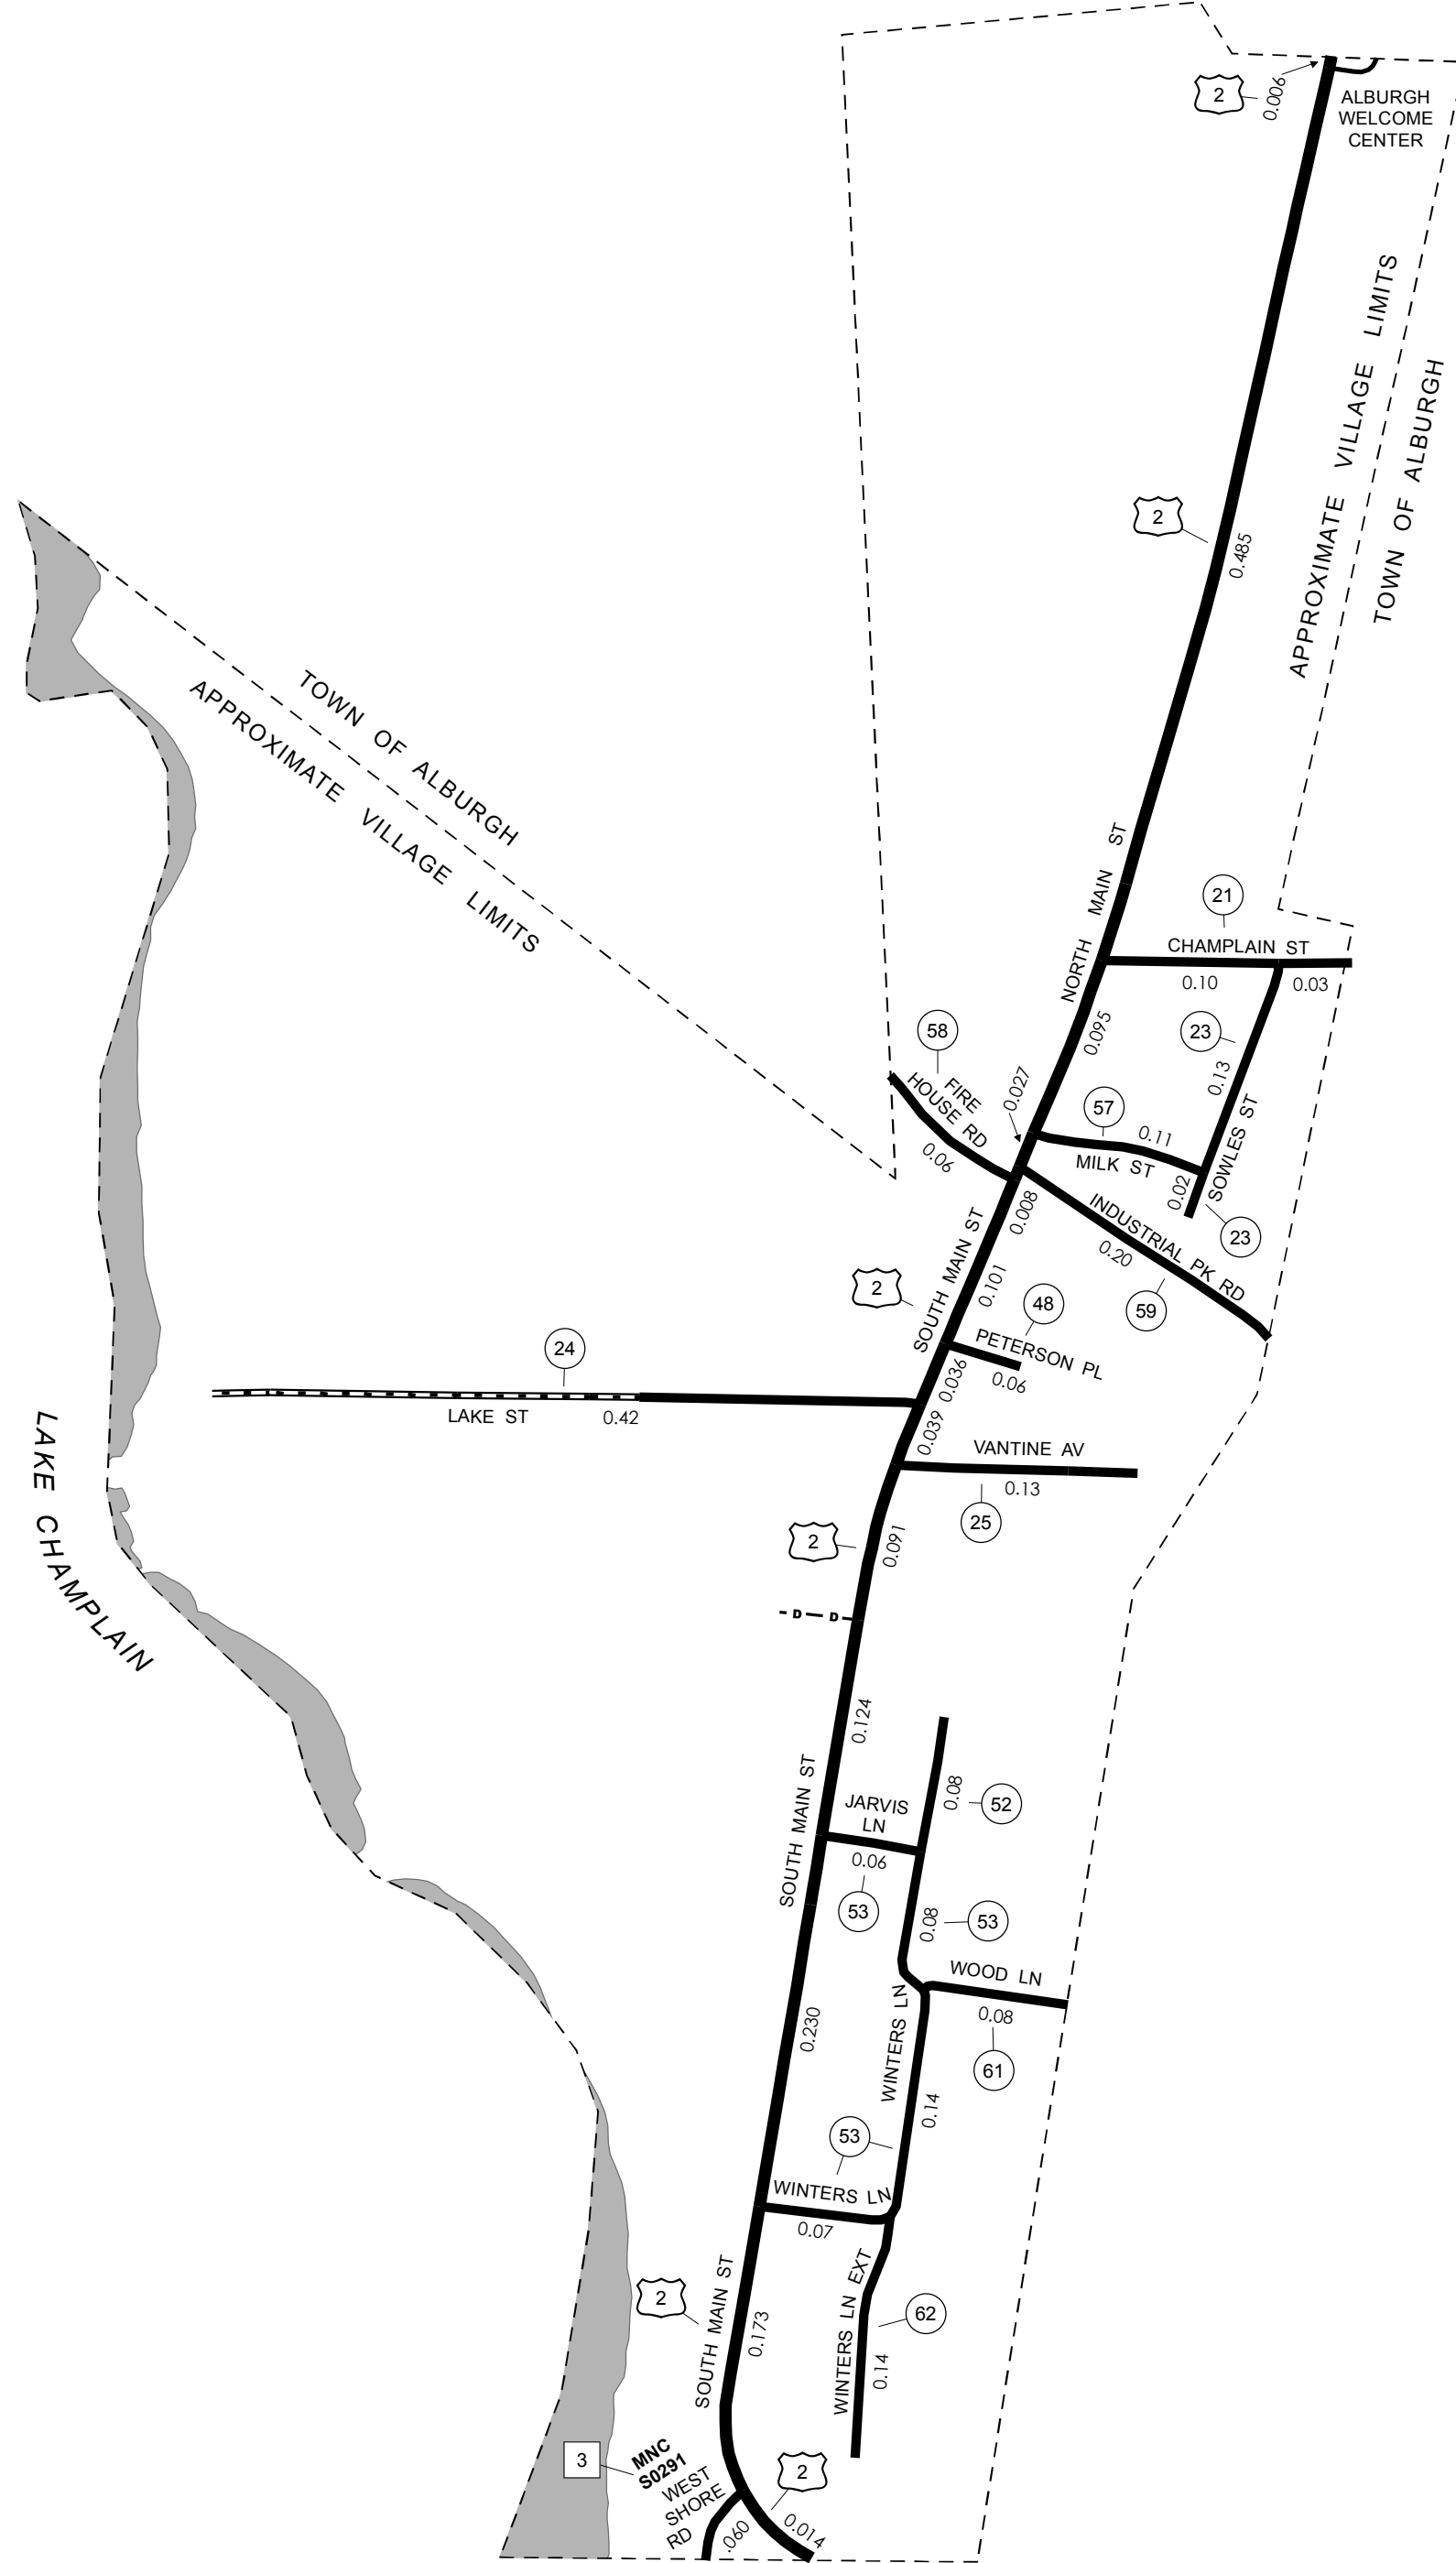 2
0.006
ALBURGH
WELCOME
CENTER
APPROXIMATE VILLAGE LIMITS
TOWN OF ALBURGH
2
0.485
TOWN OF ALBURGH
APPROXIMATE VILLAGE LIMITS
NORTH MAIN ST
21
CHAMPLAIN ST
0.10
0.03
58
FIRE
HOUSE RD
0.06
0.027
0.095
23
0.13
57
0.11
MILK ST
SOWLES ST
0.02
23
0.008
INDUSTRIAL PK RD
0.20
59
SOUTH MAIN ST
2
0.101
48
PETERSON PL
0.06
0.036
24
LAKE ST
0.42
0.039
VANTINE AV
0.13
25
LAKE CHAMPLAIN
2
0.091
D
D
0.124
SOUTH MAIN ST
JARVIS
LN
0.06
53
0.08
52
0.08
53
WOOD LN
0.08
61
WINTERS LN
0.230
0.14
53
WINTERS LN
0.07
2
SOUTH MAIN ST
0.173
WINTERS LN EXT
62
0.14
3
MNC
S0291
WEST
SHORE
RD
.060
2
0.014